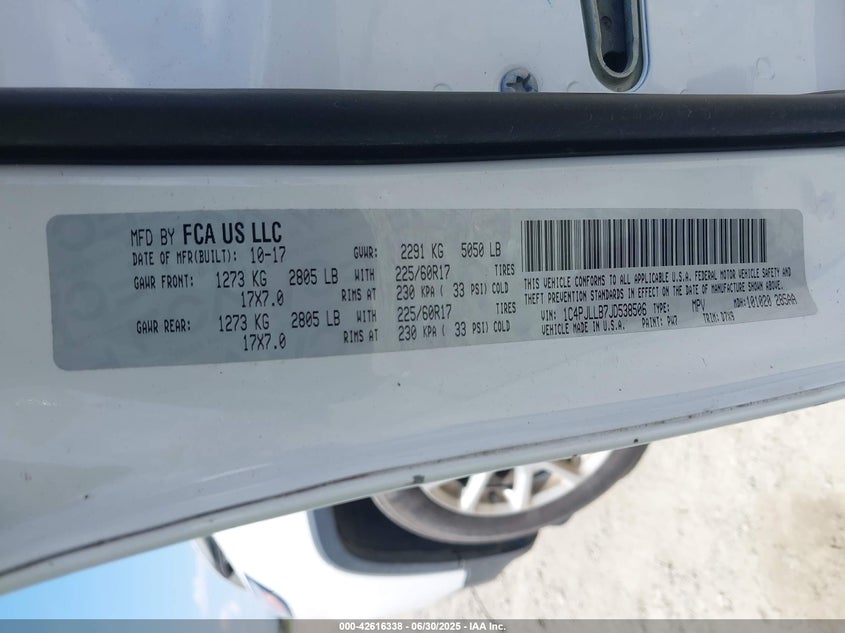 MFD BY FCA US LLC
DATE OF MFR(BUILT): 10-17 GVWR: 2291 KG 5050 LB
GAWR FRONT: 1273 KG 2805 LB WITH 225/60R17 TIRES
17X7.0 RIMS AT 230 KPA ( 33 PSI) COLD
GAWR REAR: 1273 KG 2805 LB WITH 225/60R17 TIRES
17X7.0 RIMS AT 230 KPA ( 33 PSI) COLD
THIS VEHICLE CONFORMS TO ALL APPLICABLE U.S.A. FEDERAL MOTOR VEHICLE SAFETY AND
THEFT PREVENTION STANDARDS IN EFFECT ON THE DATE OF MANUFACTURE SHOWN ABOVE.
VIN: 1C4PJLLB7JD538506 TYPE: MPV MDH: 101020 285AA
VEHICLE MADE IN U.S.A. PAINT: PW7 TRIM: D7X9
000-42616338 - 06/30/2025 - IAA Inc.